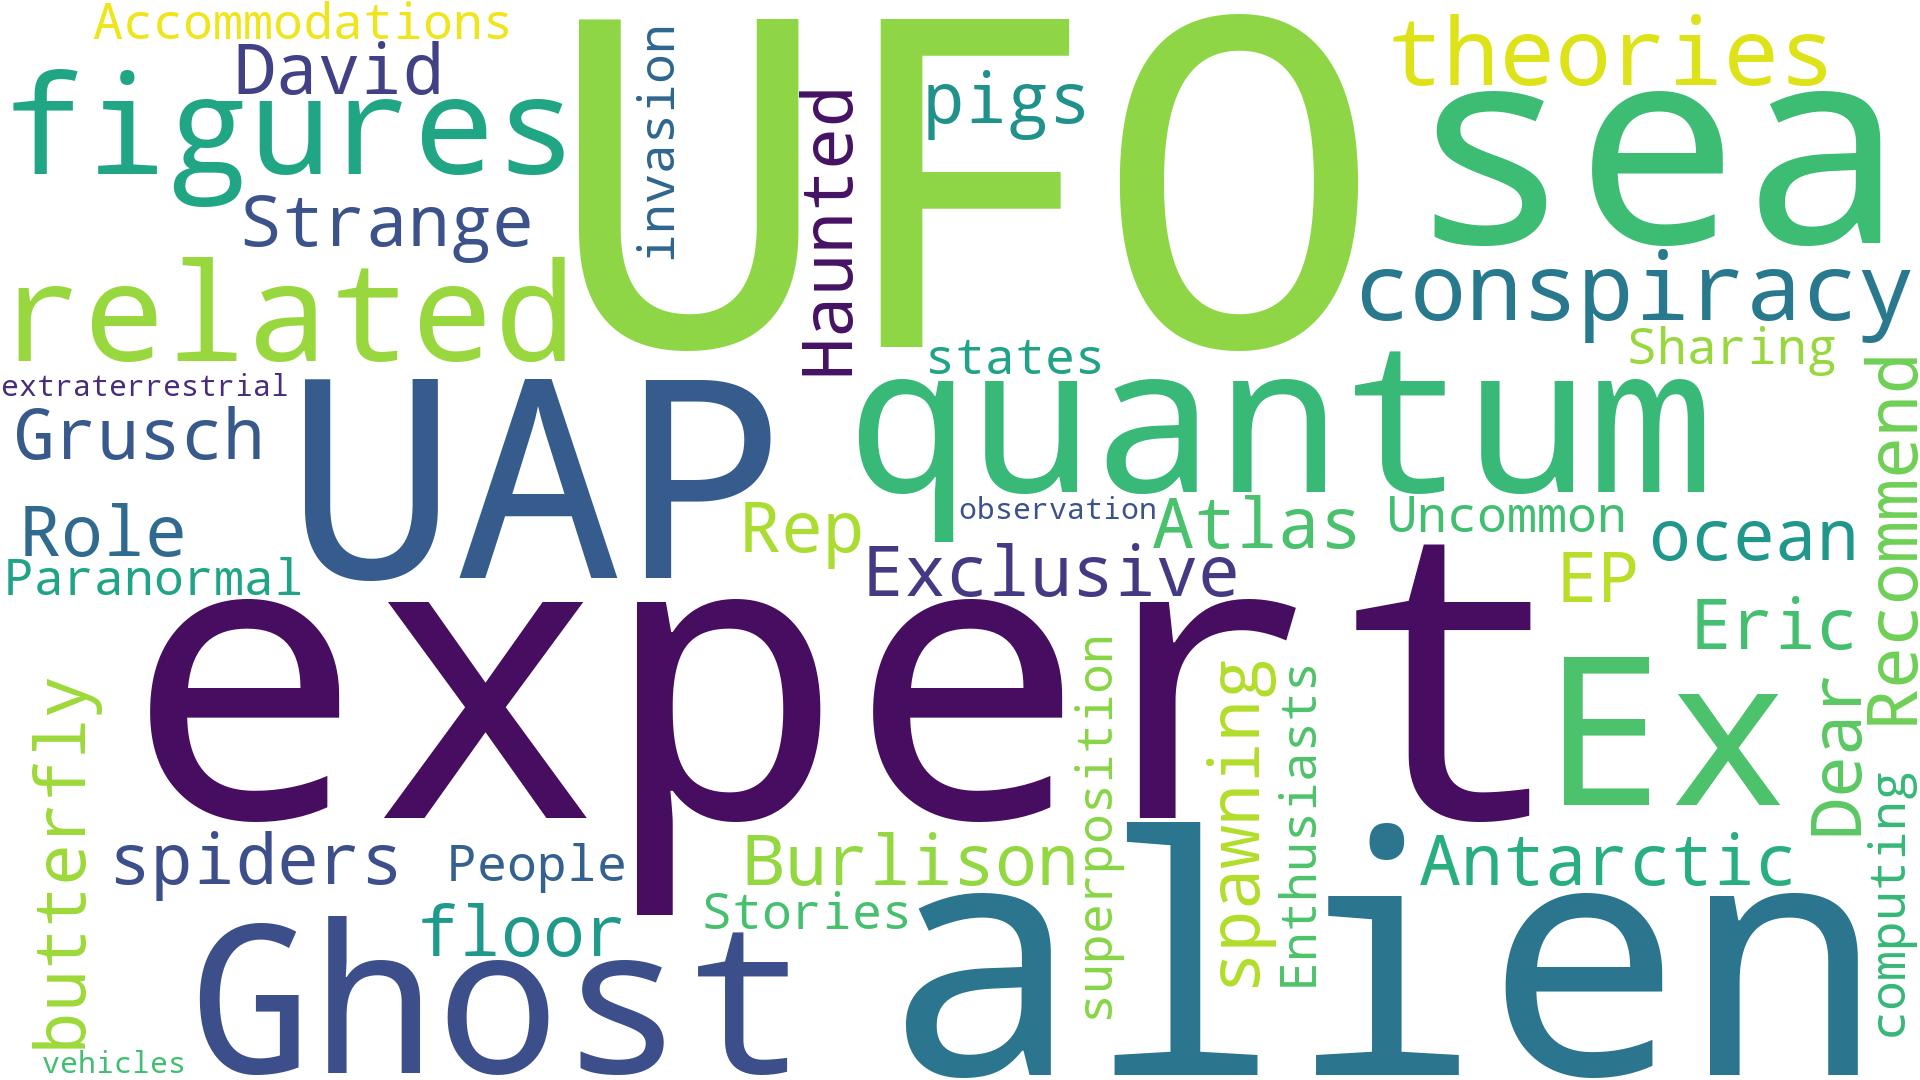 Accommodations
David
figures
invasion
UFO
Haunted
pigs
theories
sea
Strange
related
conspiracy
states
Sharing
extraterrestrial
Grusch
UAP
quantum
Recommend
Role
Paranormal
Rep
observation
Atlas
Uncommon
ocean
Exclusive
EP
Eric
expert
Ex
Dear
butterfly
superposition
spawning
Enthusiasts
computing
spiders
People
Burlison
Antarctic
floor
Stories
Ghost
alien
vehicles